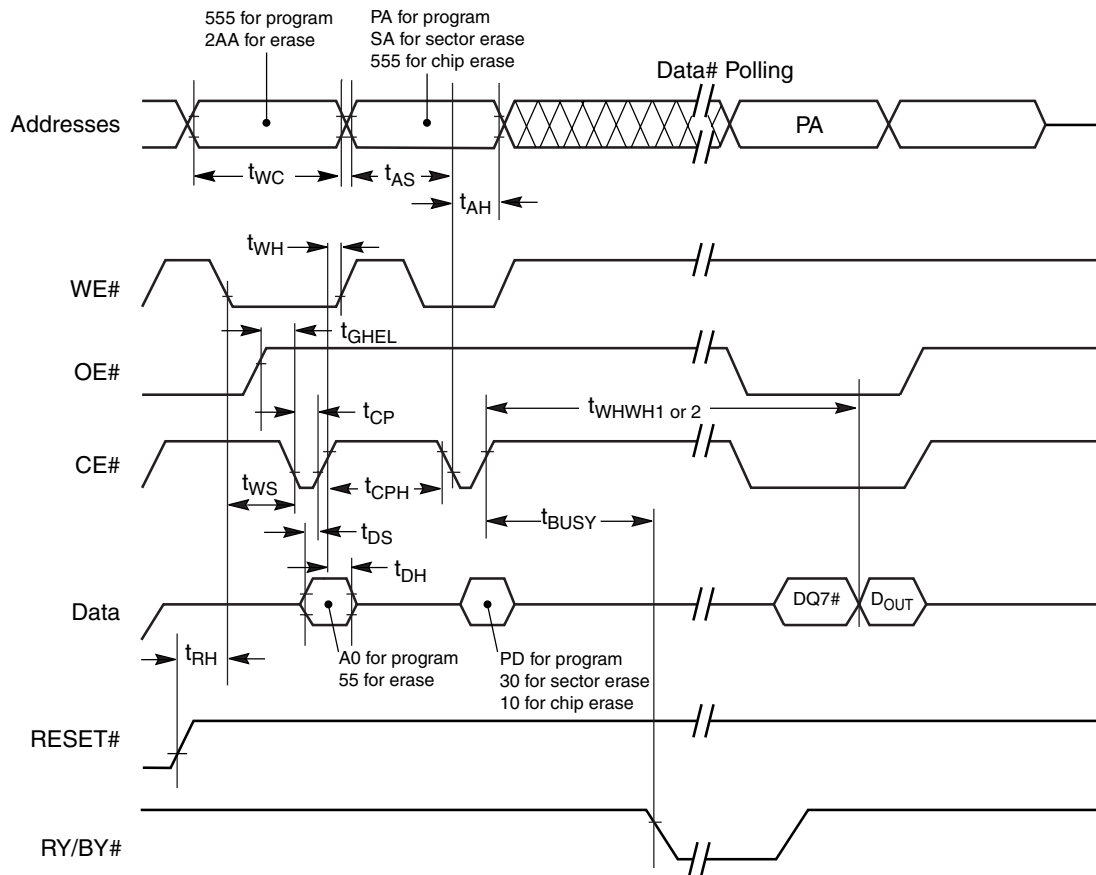 555 for program
2AA for erase
PA for program
SA for sector erase
555 for chip erase
Data# Polling
Addresses
PA
tWC
tAS
tAH
tWH
WE#
tGHEL
OE#
tWHWH1 or 2
tCP
CE#
tWS
tCPH
tBUSY
tDS
tDH
Data
DQ7#
DOUT
tRH
A0 for program
55 for erase
PD for program
30 for sector erase
10 for chip erase
RESET#
RY/BY#